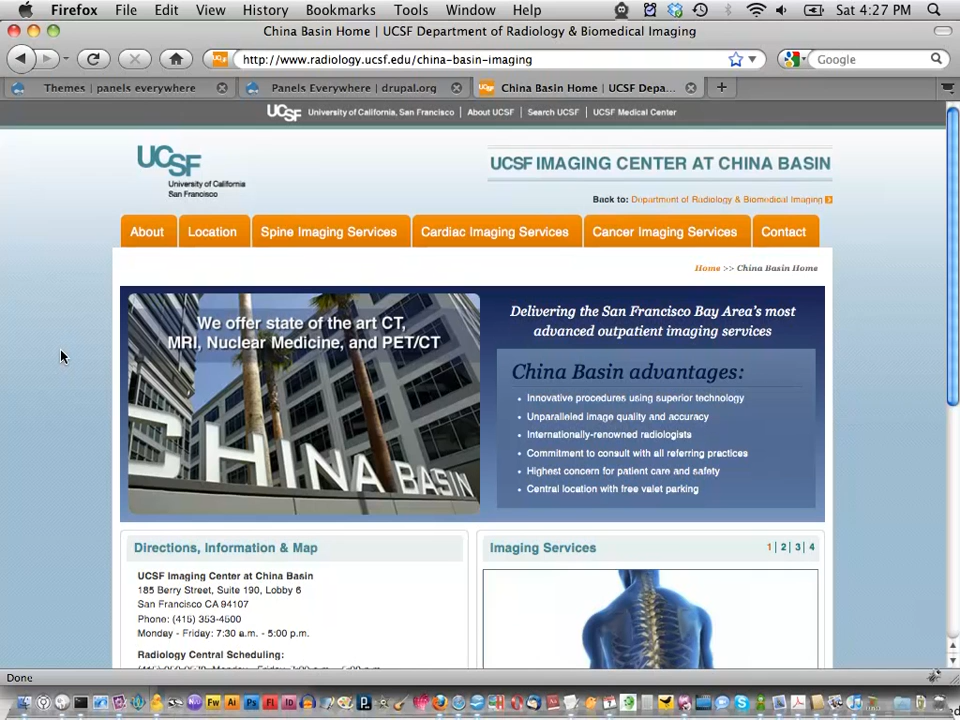 Firefox File Edit View History Bookmarks Tools Window Help Sat 4:27 PM
China Basin Home | UCSF Department of Radiology & Biomedical Imaging
http://www.radiology.ucsf.edu/china-basin-imaging Google
Themes | panels everywhere Panels Everywhere | drupal.org China Basin Home | UCSF Depa...
UCSF University of California, San Francisco | About UCSF | Search UCSF | UCSF Medical Center
UCSF
University of California
San Francisco
UCSF IMAGING CENTER AT CHINA BASIN
Back to: Department of Radiology & Biomedical Imaging
About Location Spine Imaging Services Cardiac Imaging Services Cancer Imaging Services Contact
Home >> China Basin Home
We offer state of the art CT,
MRI, Nuclear Medicine, and PET/CT
CHINA BASIN
Delivering the San Francisco Bay Area's most
advanced outpatient imaging services
China Basin advantages:
• Innovative procedures using superior technology
• Unparalleled image quality and accuracy
• Internationally-renowned radiologists
• Commitment to consult with all referring practices
• Highest concern for patient care and safety
• Central location with free valet parking
Directions, Information & Map
UCSF Imaging Center at China Basin
185 Berry Street, Suite 190, Lobby 6
San Francisco CA 94107
Phone: (415) 353-4500
Monday - Friday: 7:30 a.m. - 5:00 p.m.
Radiology Central Scheduling:
Imaging Services 1 | 2 | 3 | 4
Done
Fw Ai Ps Fl Id